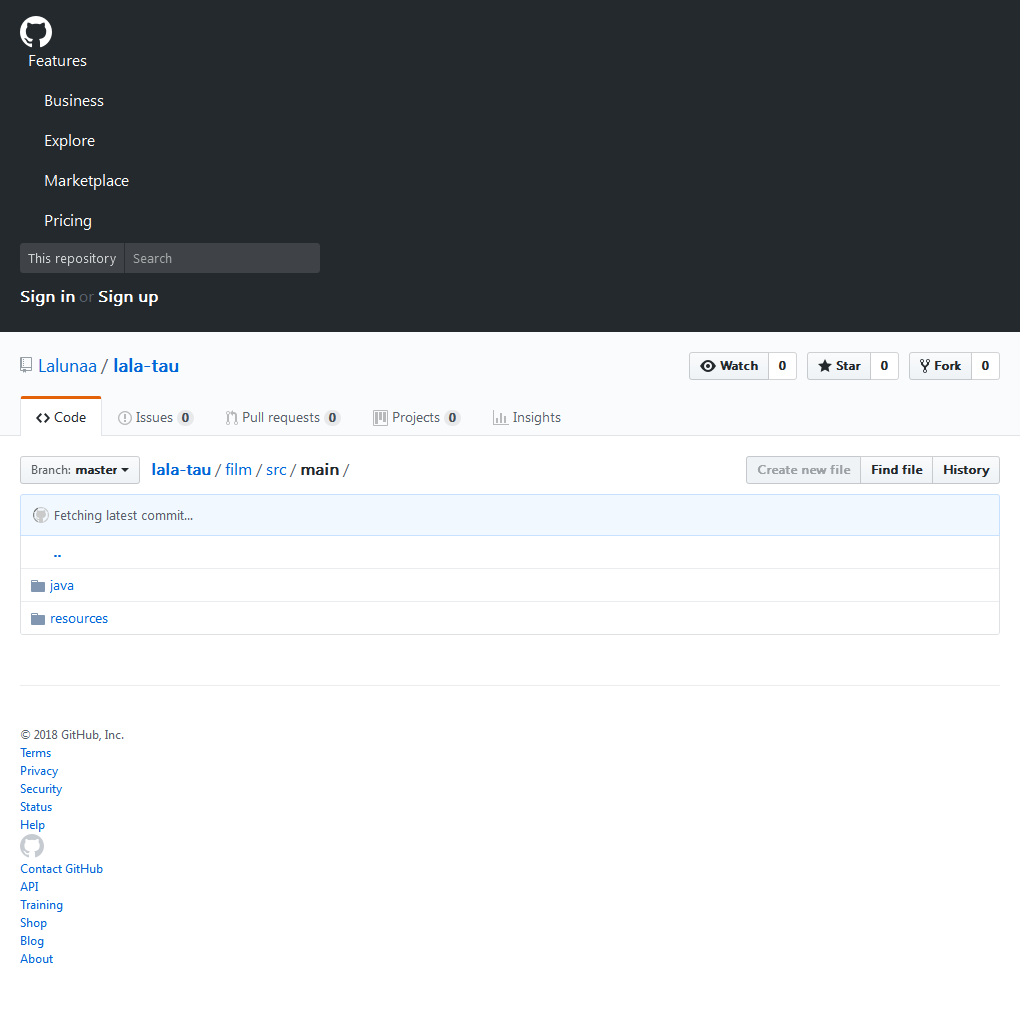 Features
Business
Explore
Marketplace
Pricing
This repository Search
Sign in or Sign up
Lalunaa / lala-tau Watch 0 Star 0 Fork 0
Code Issues 0 Pull requests 0 Projects 0 Insights
Branch: master lala-tau / film / src / main / Create new file Find file History
Fetching latest commit...
..
java
resources
© 2018 GitHub, Inc.
Terms
Privacy
Security
Status
Help
Contact GitHub
API
Training
Shop
Blog
About